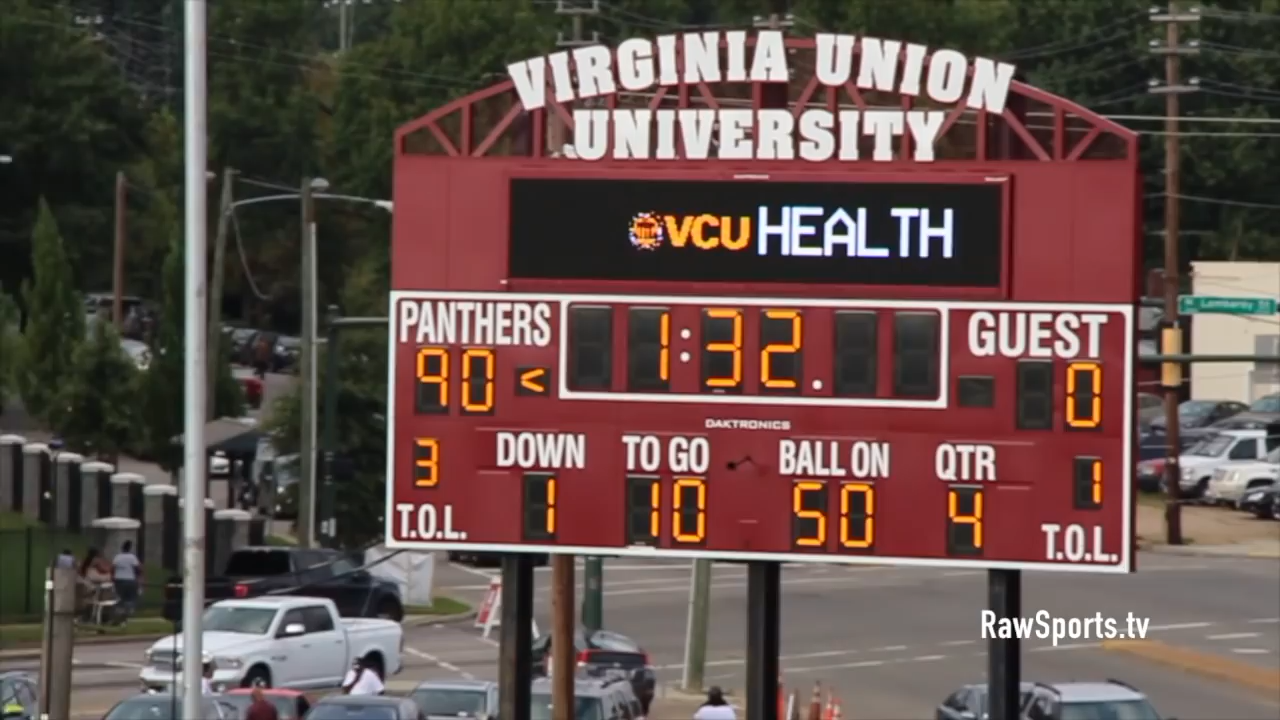 VIRGINIA UNION
UNIVERSITY
VCU HEALTH
PANTHERS 1:32. GUEST
90 < 0
DAKTRONICS
3 DOWN TO GO BALL ON QTR 1
T.O.L. 1 10 50 4 T.O.L.
RawSports.tv